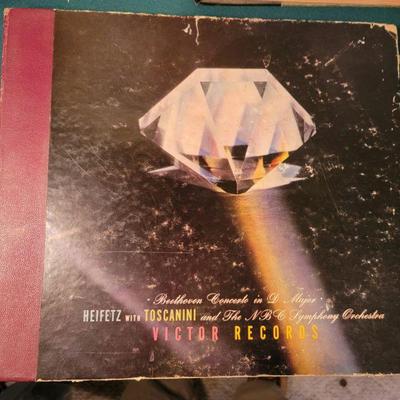 • Beethoven Concerto in D Major •
HEIFETZ WITH TOSCANINI and The NBC Symphony Orchestra
VICTOR RECORDS